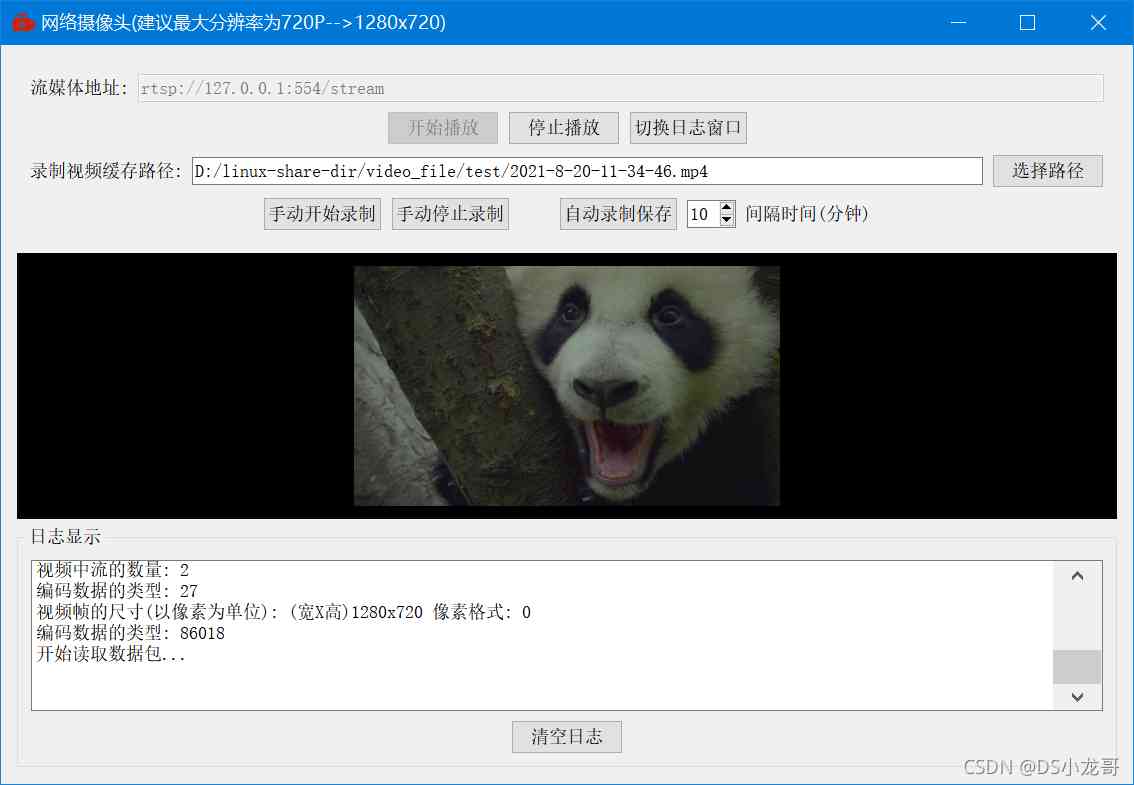 网络摄像头(建议最大分辨率为720P-->1280x720)
流媒体地址: rtsp://127.0.0.1:554/stream
开始播放 停止播放 切换日志窗口
录制视频缓存路径: D:/linux-share-dir/video_file/test/2021-8-20-11-34-46.mp4 选择路径
手动开始录制 手动停止录制 自动录制保存 10 间隔时间(分钟)
日志显示
视频中流的数量: 2
编码数据的类型: 27
视频帧的尺寸(以像素为单位): (宽X高)1280x720 像素格式: 0
编码数据的类型: 86018
开始读取数据包...
清空日志
CSDN @DS小龙哥